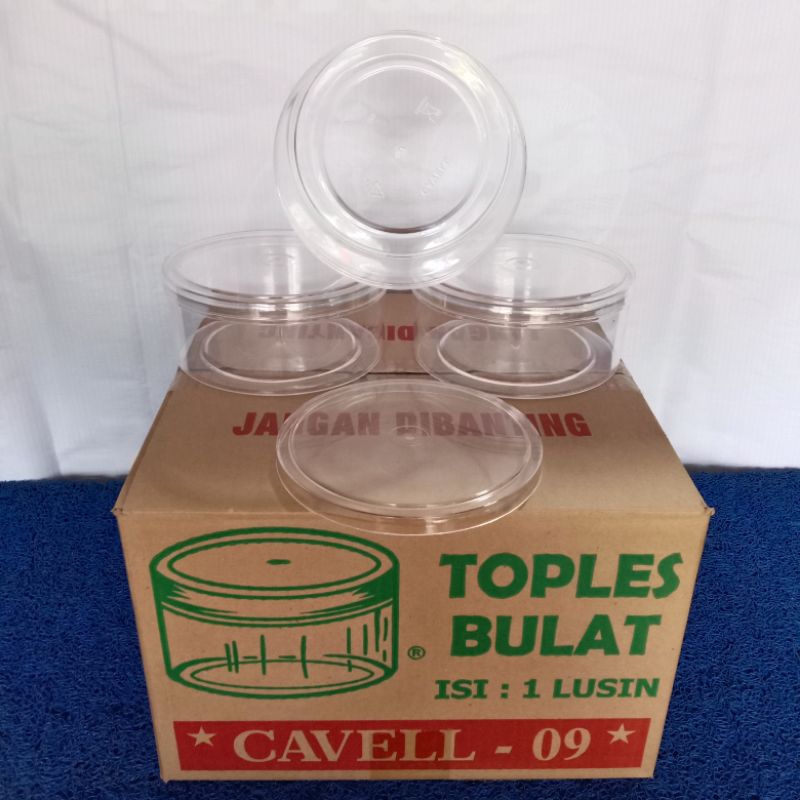 JANGAN DIBANTING
TOPLES
BULAT
®
ISI : 1 LUSIN
★ CAVELL - 09 ★